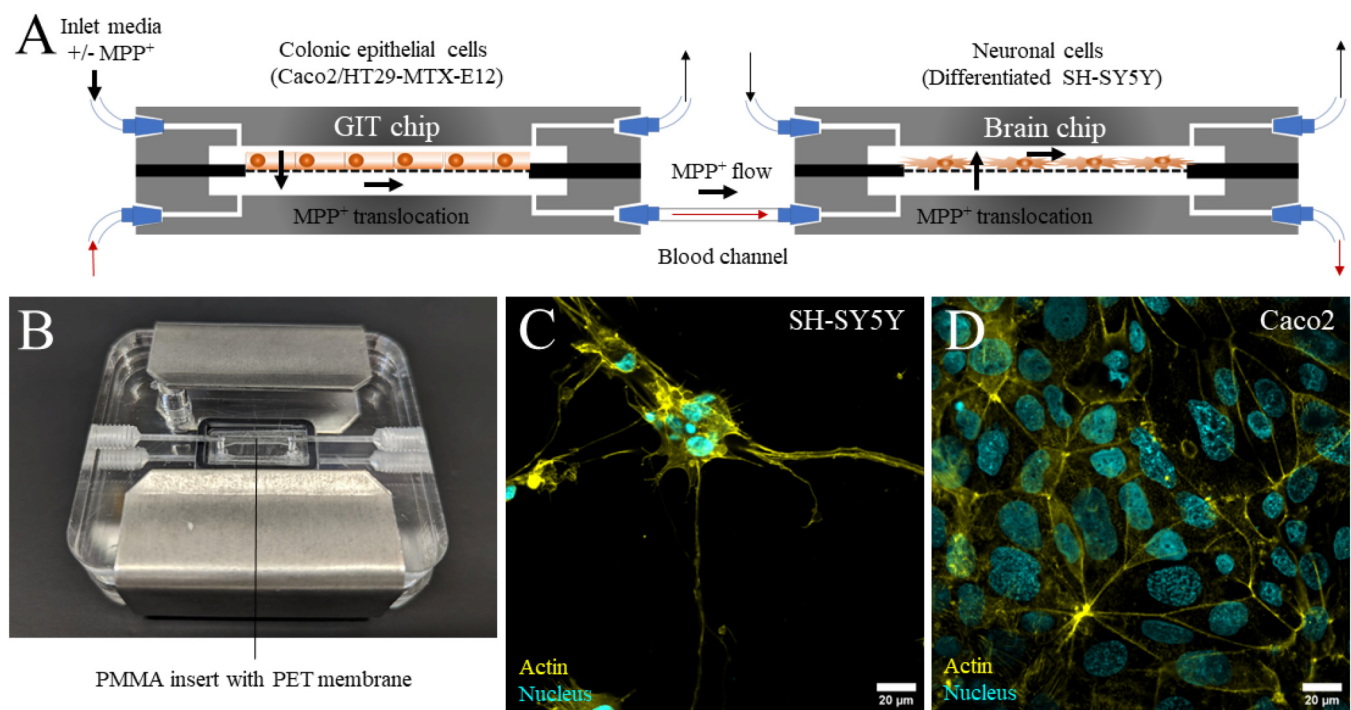 A
Inlet media
+/- MPP⁺
Colonic epithelial cells
(Caco2/HT29-MTX-E12)
Neuronal cells
(Differentiated SH-SY5Y)
GIT chip
Brain chip
MPP⁺ flow
MPP⁺ translocation
MPP⁺ translocation
Blood channel
B
PMMA insert with PET membrane
C
SH-SY5Y
Actin
Nucleus
20 µm
D
Caco2
Actin
Nucleus
20 µm